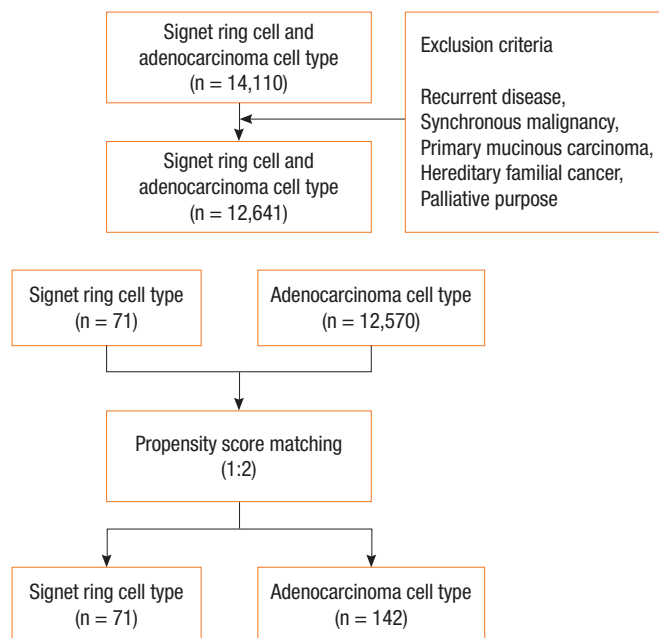 Signet ring cell and
adenocarcinoma cell type
(n = 14,110)
Exclusion criteria
Recurrent disease,
Synchronous malignancy,
Primary mucinous carcinoma,
Hereditary familial cancer,
Palliative purpose
Signet ring cell and
adenocarcinoma cell type
n = 12,641)
Signet ring cell type
(n = 71)
Adenocarcinoma cell type
n = 12,570)
Propensity score matching
(1:2)
Signet ring cell type
(n = 71)
Adenocarcinoma cell type
n = 142)